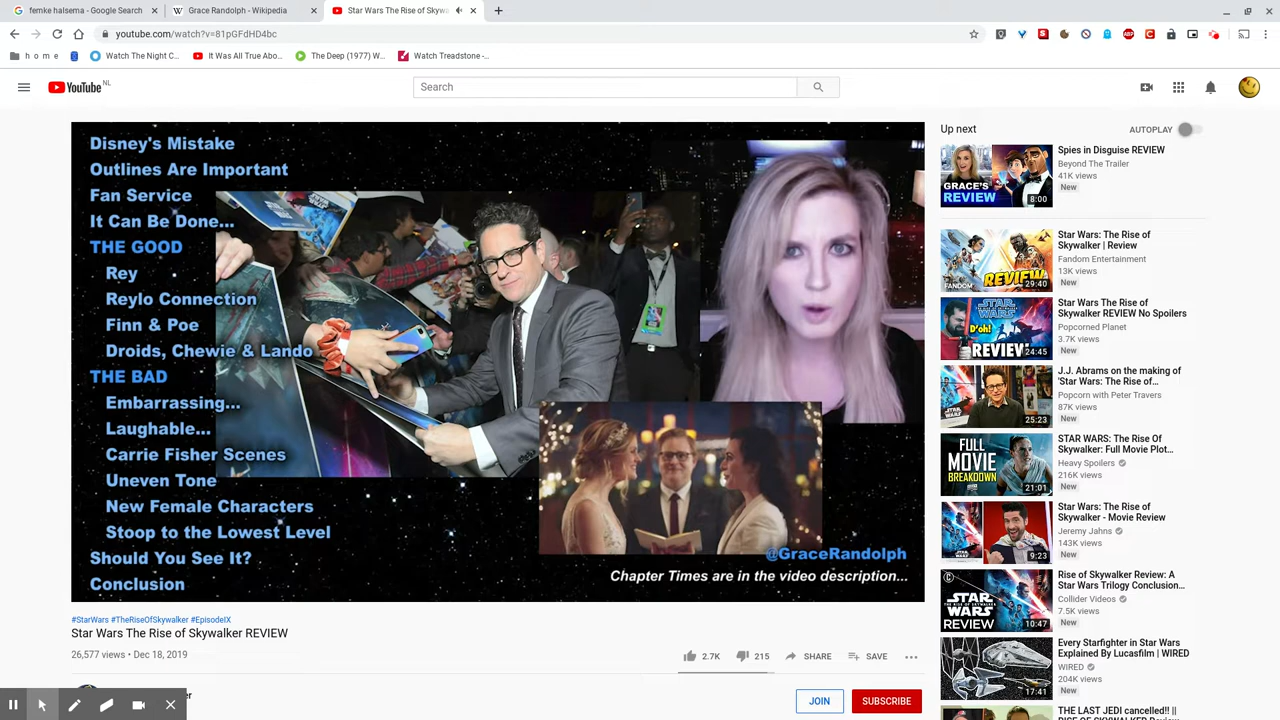 femke halsema - Google Search
Grace Randolph - Wikipedia
Star Wars The Rise of Skywa
youtube.com/watch?v=81pGFdHD4bc
h o m e
Watch The Night C...
It Was All True Abo...
The Deep (1977) W...
Watch Treadstone -...
YouTube NL
Search
Disney's Mistake
Outlines Are Important
Fan Service
It Can Be Done...
THE GOOD
Rey
Reylo Connection
Finn & Poe
Droids, Chewie & Lando
THE BAD
Embarrassing...
Laughable...
Carrie Fisher Scenes
Uneven Tone
New Female Characters
Stoop to the Lowest Level
Should You See It?
Conclusion
@GraceRandolph
Chapter Times are in the video description...
#StarWars #TheRiseOfSkywalker #EpisodeIX
Star Wars The Rise of Skywalker REVIEW
26,577 views • Dec 18, 2019
2.7K
215
SHARE
SAVE
JOIN
SUBSCRIBE
Up next
AUTOPLAY
GRACE'S
REVIEW
8:00
Spies in Disguise REVIEW
Beyond The Trailer
41K views
New
REVIEW
FANDOM
29:40
Star Wars: The Rise of
Skywalker | Review
Fandom Entertainment
13K views
New
STAR WARS
D'oh!
REVIEW
24:45
Star Wars The Rise of
Skywalker REVIEW No Spoilers
Popcorned Planet
3.7K views
New
25:23
J.J. Abrams on the making of
'Star Wars: The Rise of...
Popcorn with Peter Travers
87K views
New
FULL
MOVIE
BREAKDOWN
21:01
STAR WARS: The Rise Of
Skywalker: Full Movie Plot...
Heavy Spoilers
216K views
New
9:23
Star Wars: The Rise of
Skywalker - Movie Review
Jeremy Jahns
143K views
New
STAR
WARS
REVIEW
10:47
Rise of Skywalker Review: A
Star Wars Trilogy Conclusion...
Collider Videos
7.5K views
New
17:41
Every Starfighter in Star Wars
Explained By Lucasfilm | WIRED
WIRED
204K views
New
THE LAST JEDI cancelled!! ||